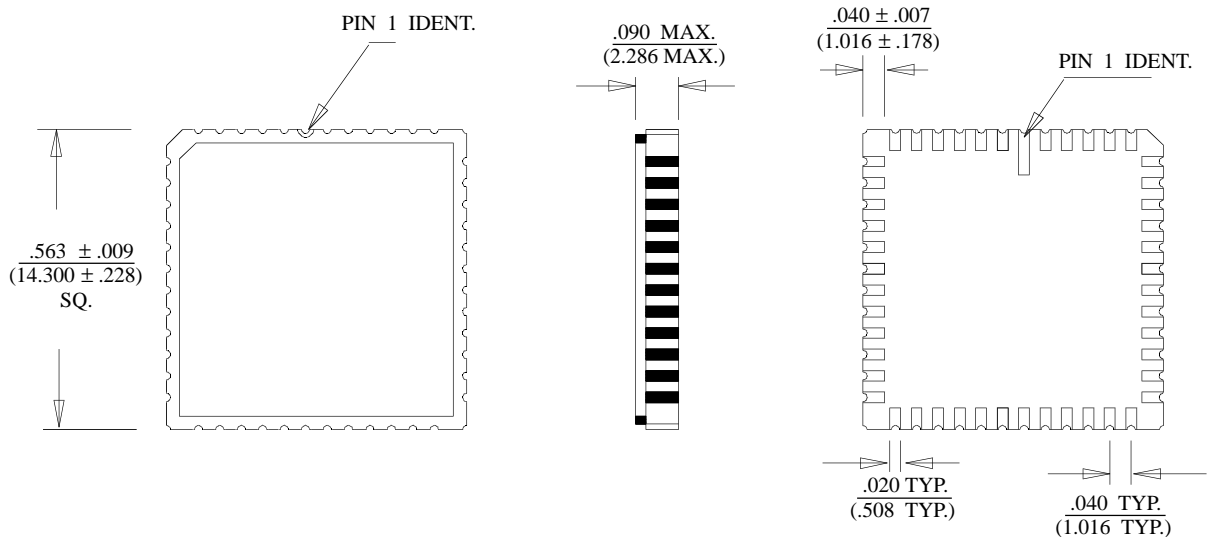 PIN 1 IDENT.
.090 MAX.
(2.286 MAX.)
.040 ± .007
(1.016 ± .178)
PIN 1 IDENT.
.563 ± .009
(14.300 ± .228)
SQ.
.020 TYP.
(.508 TYP.)
.040 TYP.
(1.016 TYP.)